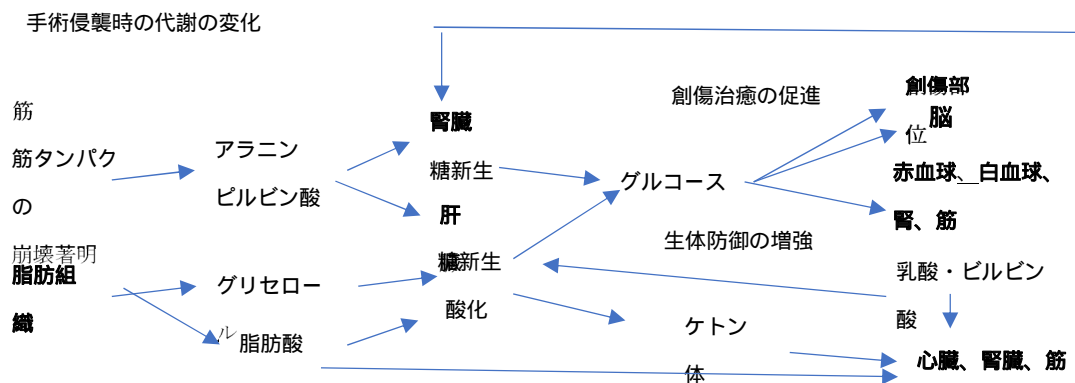 手術侵襲時の代謝の変化
筋
筋タンパク
の
崩壊著明
脂肪組
織
アラニン
ピルビン酸
グリセロー
ル
脂肪酸
腎臓
糖新生
肝
臓
糖新生
酸化
グルコース
ケトン
体
創傷治癒の促進
生体防御の増強
創傷部
位
脳
赤血球、白血球、
腎、筋
乳酸・ビルビン
酸
心臓、腎臓、筋